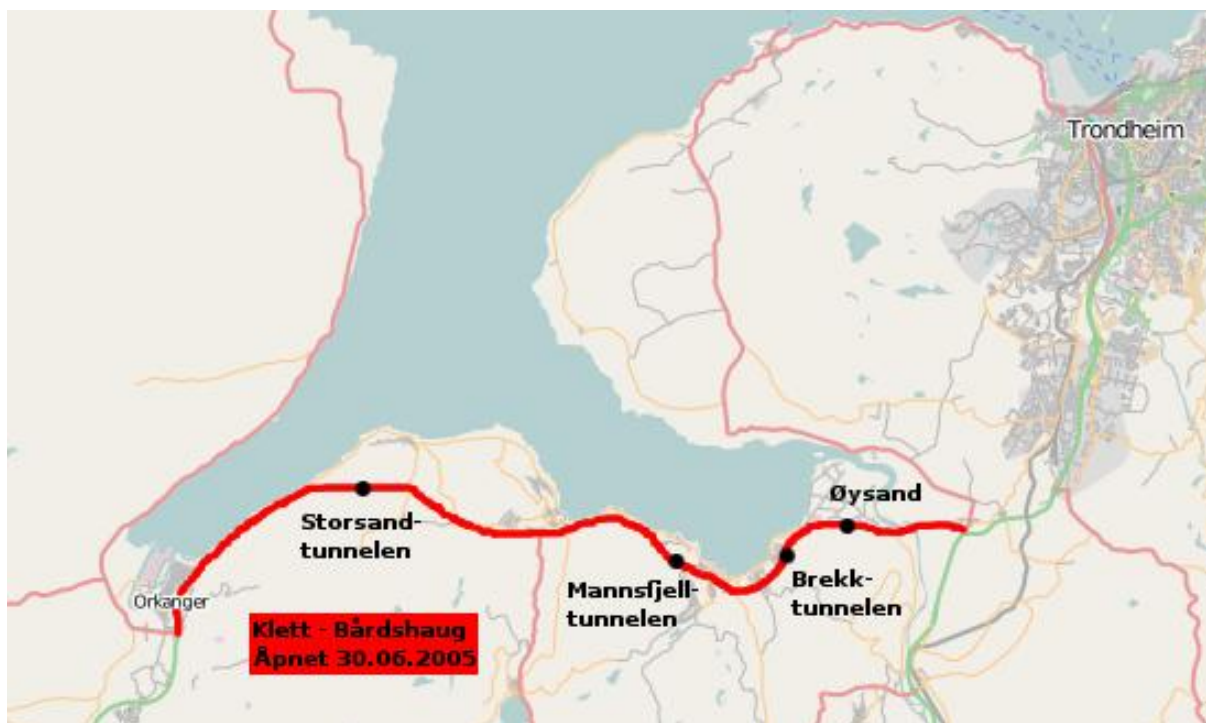 Trondheim
Øysand
Storsand-
tunnelen
Mannsfjell-
tunnelen
Brekk-
tunnelen
Orkanger
Klett - Bårdshaug
Åpnet 30.06.2005